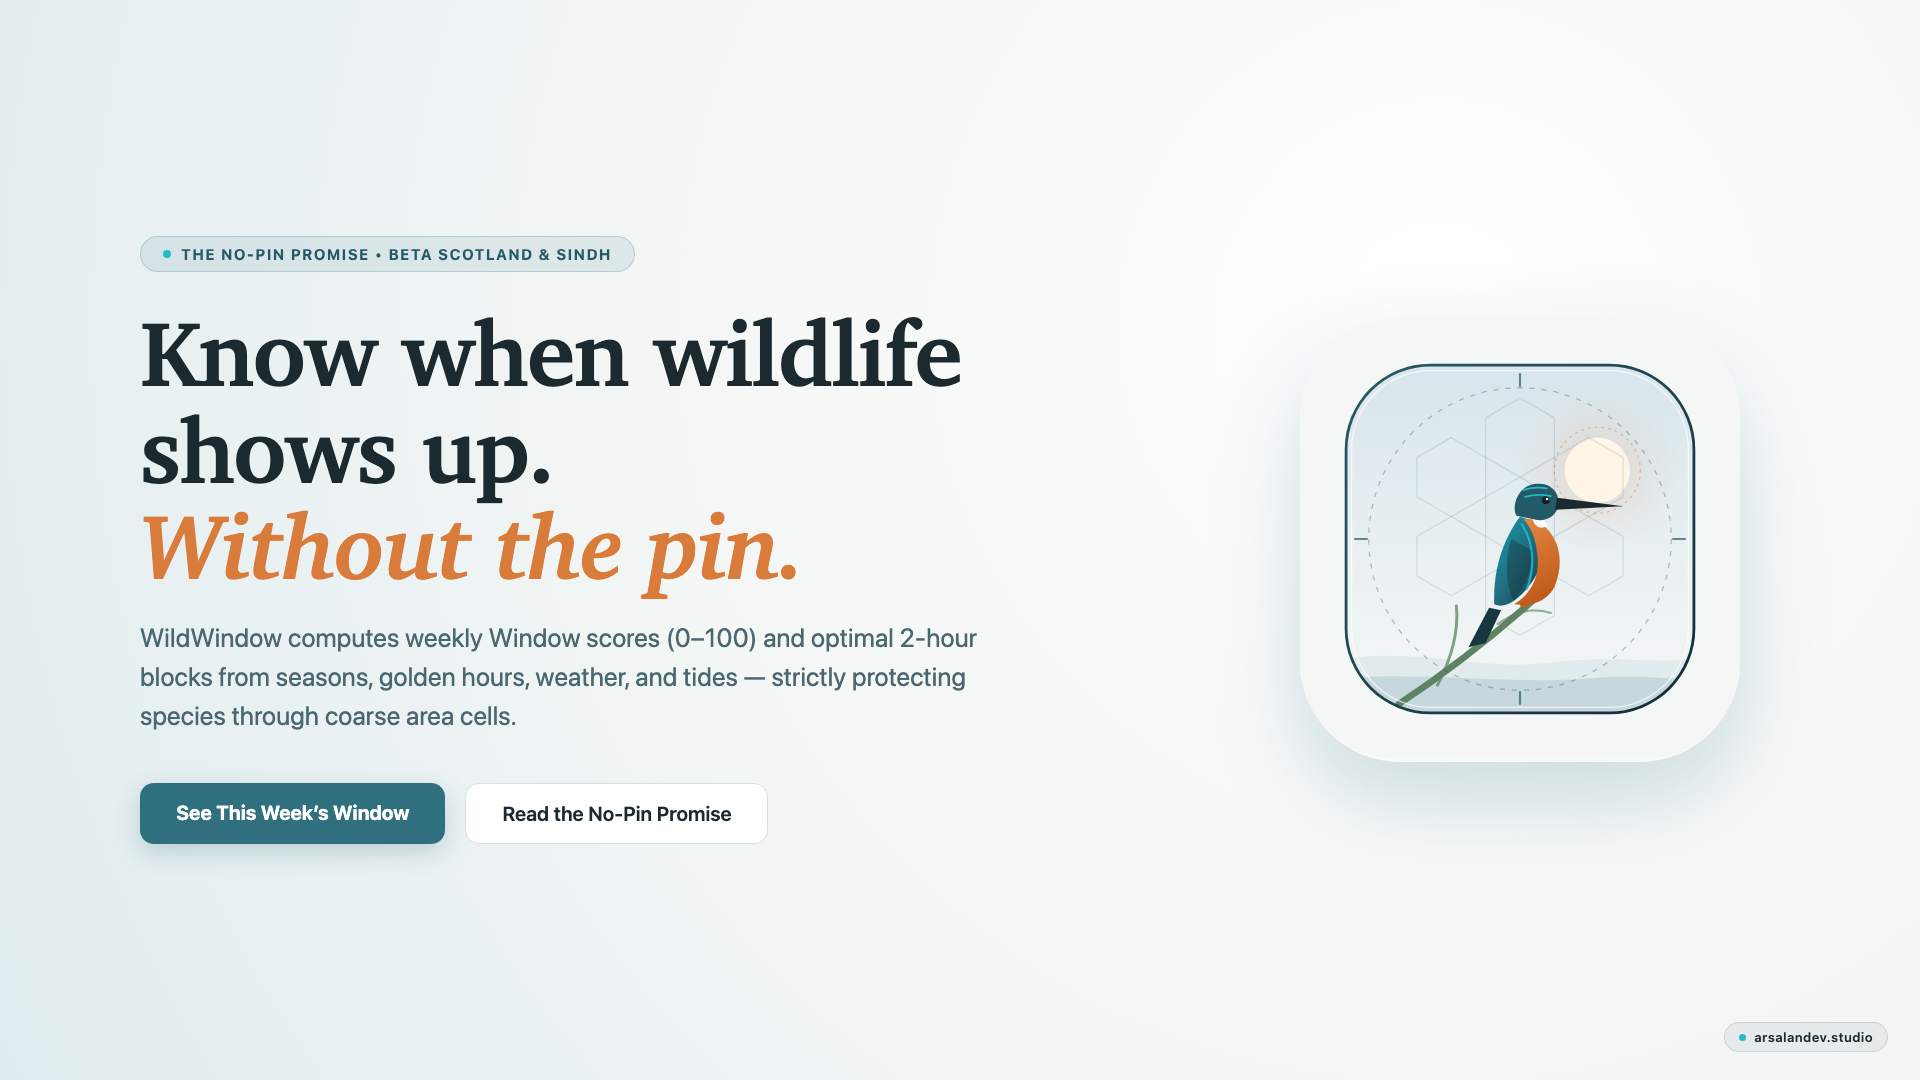 THE NO-PIN PROMISE • BETA SCOTLAND & SINDH
Know when wildlife
shows up.
Without the pin.
WildWindow computes weekly Window scores (0–100) and optimal 2-hour
blocks from seasons, golden hours, weather, and tides — strictly protecting
species through coarse area cells.
See This Week’s Window
Read the No-Pin Promise
arsalandev.studio